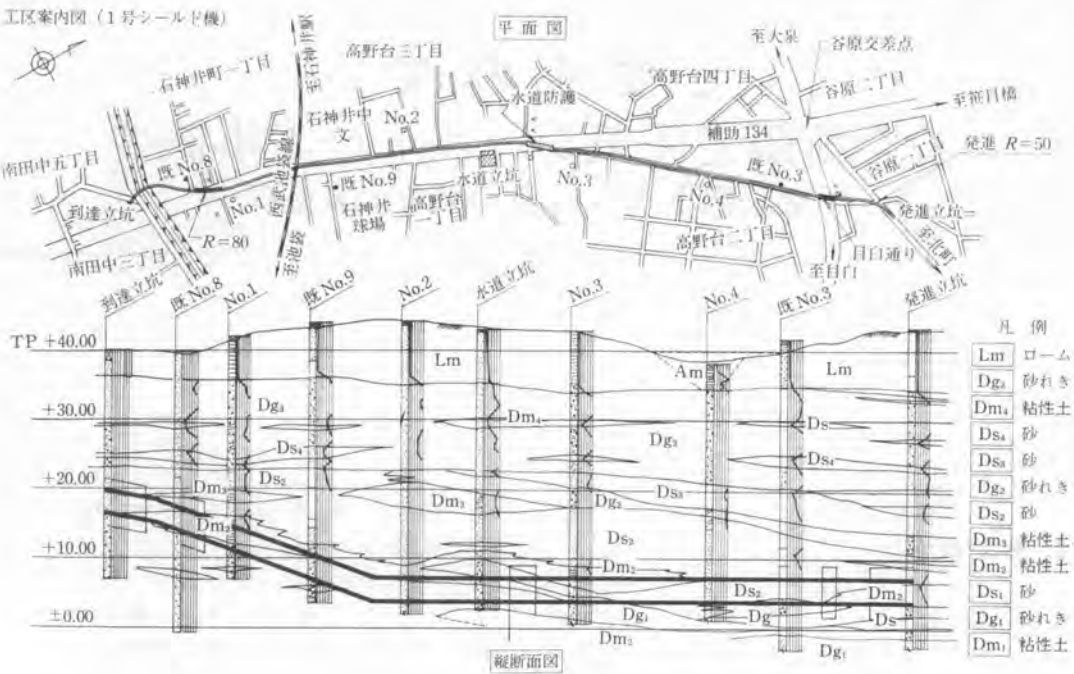 工区案内図(1号シールド機)
平面図
至石神井
至大泉
谷原交差点
高野台三丁目
石神井町一丁目
高野台四丁目
谷原二丁目
至笹目橋
水道防護
石神井中
文
No.2
補助134
発進 R=50
南田中五丁目
既No.8
西武池袋線
既No.9
水道立坑
No.3
既No.3
谷原一丁目
到達立坑
No.1
石神井
球場
高野台
一丁目
No.4
発進立坑
R=80
高野台二丁目
目白通り
至北町
南田中三丁目
至池袋
至目白
到達立坑
既No.8
No.1
既No.9
No.2
水道立坑
No.3
No.4
既No.3
発進立坑
TP +40.00
+30.00
+20.00
+10.00
±0.00
Lm
Am
Lm
Dg3
Dm4
Ds
Dg3
Ds4
Ds4
Ds2
Dm3
Dm3
Dg2
Ds3
Dm2
Ds2
Dm2
Ds2
Dm2
Dg1
Dg
Ds
Dm2
Dg1
縦断面図
凡例
Lm ローム
Dg3 砂れき
Dm4 粘性土
Ds4 砂
Ds3 砂
Dg2 砂れき
Ds2 砂
Dm3 粘性土
Dm2 粘性土
Ds1 砂
Dg1 砂れき
Dm1 粘性土